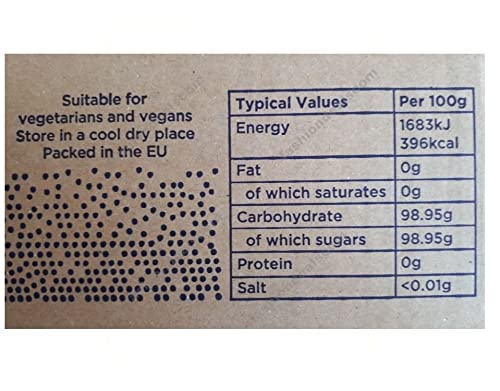 Suitable for
vegetarians and vegans
Store in a cool dry place
Packed in the EU
Typical Values Per 100g
Energy 1683kJ
396kcal
Fat 0g
of which saturates 0g
Carbohydrate 98.95g
of which sugars 98.95g
Protein 0g
Salt <0.01g